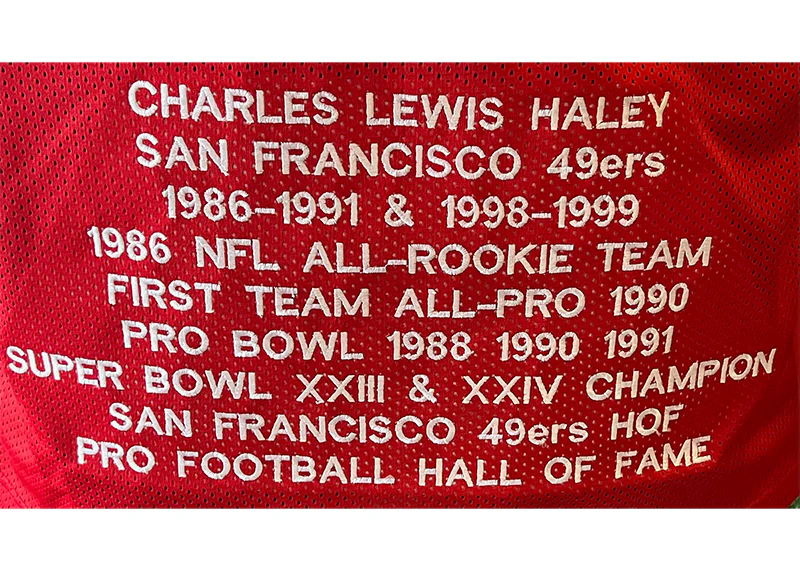 CHARLES LEWIS HALEY
SAN FRANCISCO 49ers
1986-1991 & 1998-1999
1986 NFL ALL-ROOKIE TEAM
FIRST TEAM ALL-PRO 1990
PRO BOWL 1988 1990 1991
SUPER BOWL XXIII & XXIV CHAMPION
SAN FRANCISCO 49ers HOF
PRO FOOTBALL HALL OF FAME